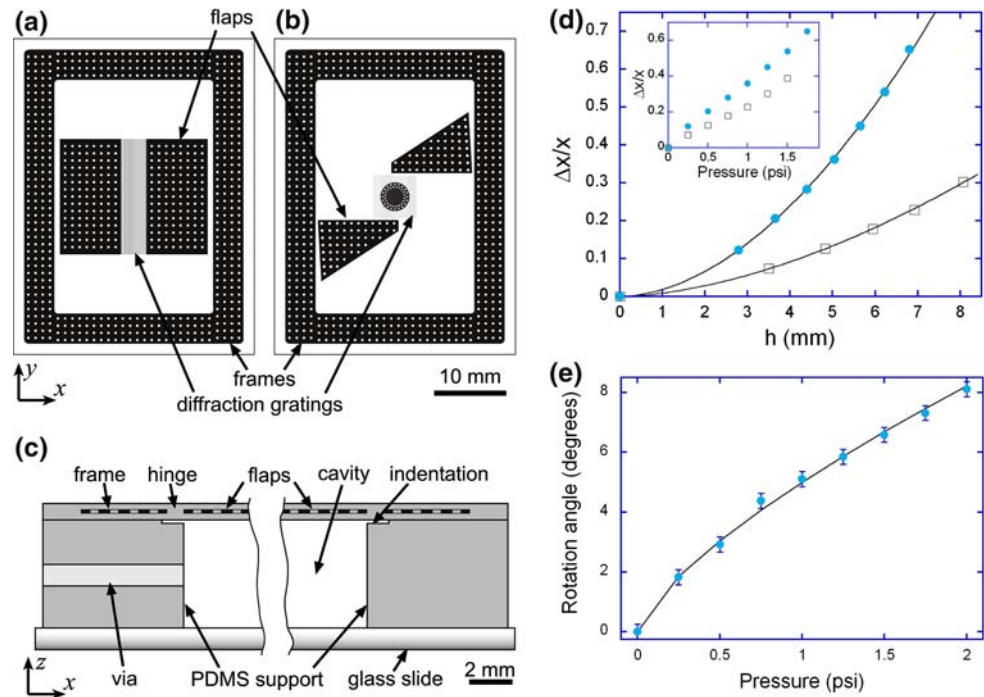 (a)
flaps
(b)
frames
diffraction gratings
10 mm
y
x
(c)
frame
hinge
flaps
cavity
indentation
via
PDMS support
glass slide
2 mm
z
x
(d)
Δx/x
0.7
0.6
0.5
0.4
0.3
0.2
0.1
0
0 1 2 3 4 5 6 7 8
h (mm)
Δx/x
0.6
0.4
0.2
0
0 0.5 1 1.5
Pressure (psi)
(e)
Rotation angle (degrees)
8
6
4
2
0
0 0.5 1 1.5 2
Pressure (psi)